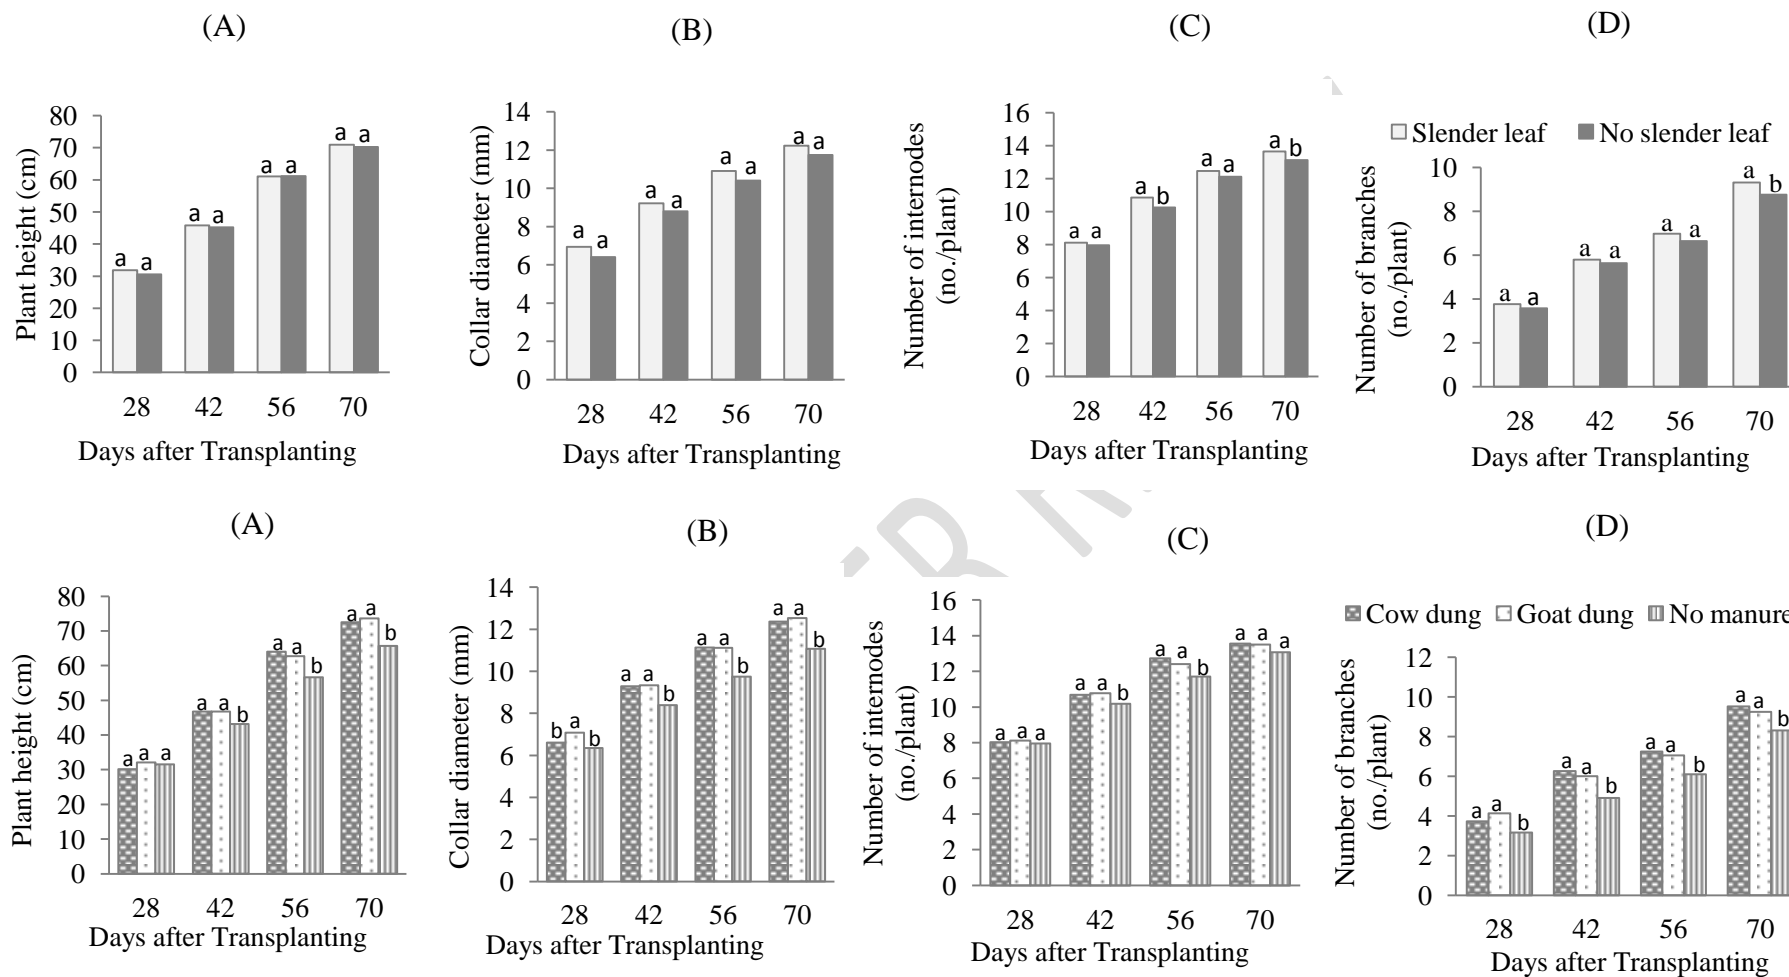 (A)
(B)
(C)
(D)
Plant height (cm)
80
70
60
50
40
30
20
10
0
a a
a a
a a
a a
28 42 56 70
Days after Transplanting
Collar diameter (mm)
14
12
10
8
6
4
2
0
a a
a a
a a
a a
28 42 56 70
Days after Transplanting
Number of internodes
(no./plant)
16
14
12
10
8
6
4
2
0
a a
a b
a a
a b
28 42 56 70
Days after Transplanting
Slender leaf No slender leaf
Number of branches
(no./plant)
10
8
6
4
2
0
a a
a a
a a
a b
28 42 56 70
Days after Transplanting
(A)
(B)
(C)
(D)
Plant height (cm)
80
70
60
50
40
30
20
10
0
a a a
a a b
a a b
a a b
28 42 56 70
Days after Transplanting
Collar diameter (mm)
14
12
10
8
6
4
2
0
b a b
a a b
a a b
a a b
28 42 56 70
Days after Transplanting
Number of internodes
(no./plant)
16
14
12
10
8
6
4
2
0
a a a
a a b
a a b
a a a
28 42 56 70
Days after Transplanting
Cow dung Goat dung No manure
Number of branches
(no./plant)
12
10
8
6
4
2
0
a a b
a a b
a a b
a a b
28 42 56 70
Days after Transplanting